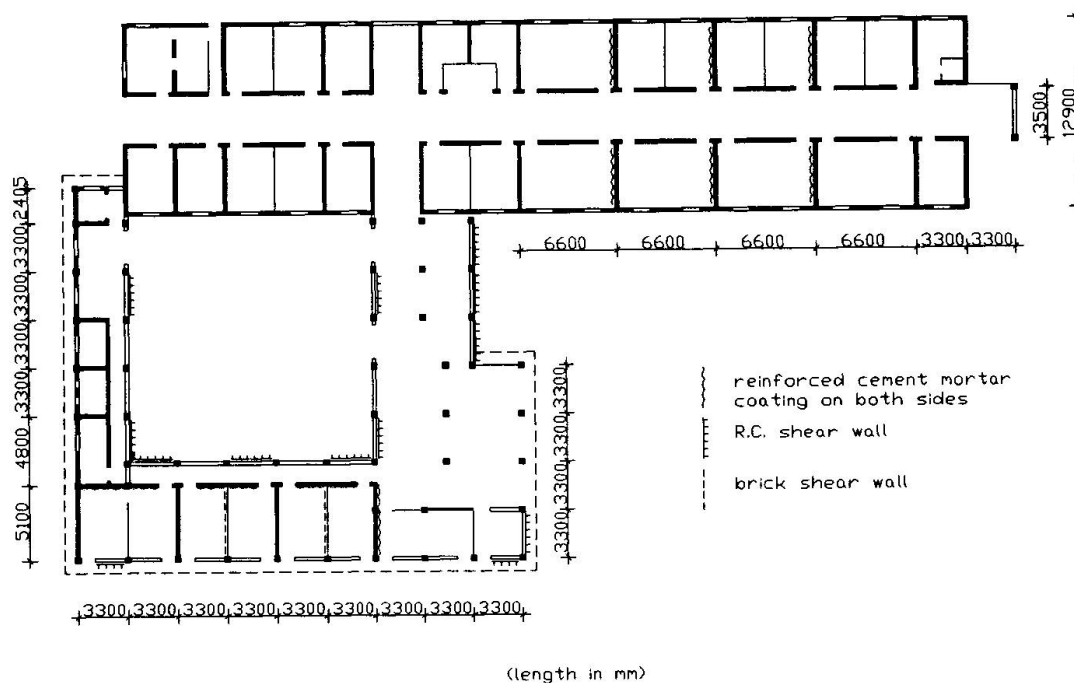 3500
12900
6600 6600 6600 6600 3300 3300
5100 4800 3300 3300 3300 3300 2405
3300 3300 3300 3300
reinforced cement mortar
coating on both sides
R.C. shear wall
brick shear wall
3300 3300 3300 3300 3300 3300 3300 3300 3300
(length in mm)